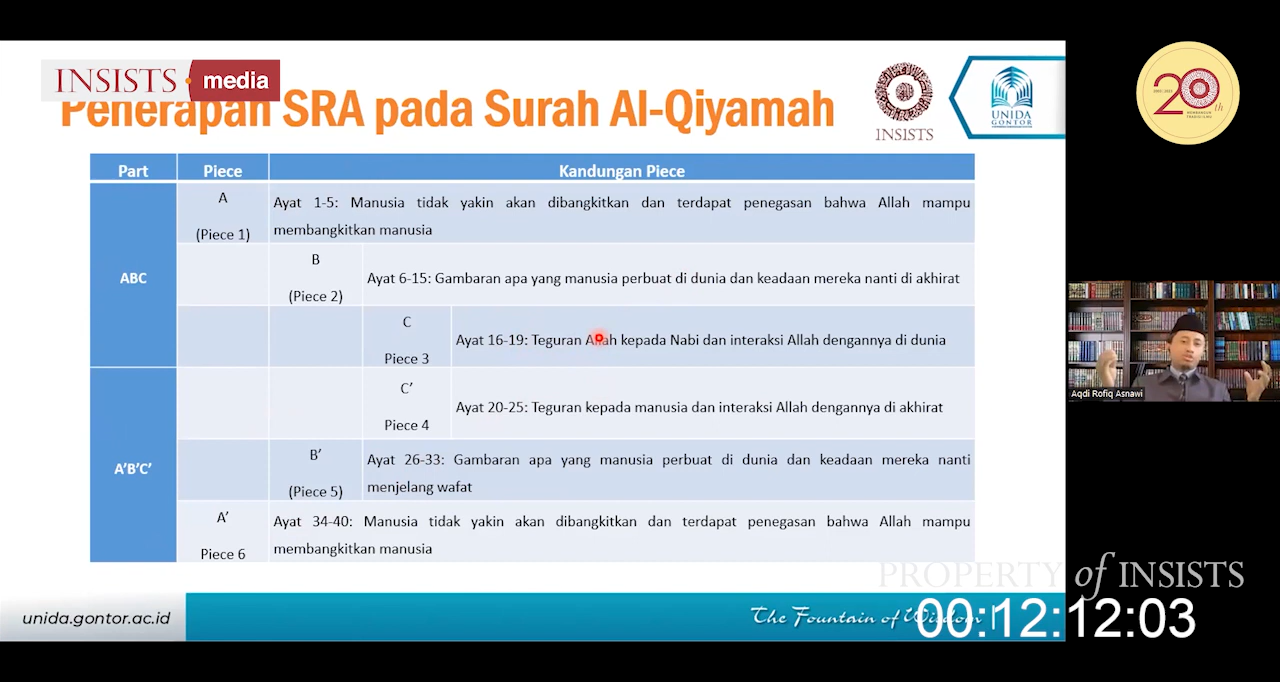 INSISTS media
Penerapan SRA pada Surah Al-Qiyamah
INSISTS
UNIDA
GONTOR
20th
Part Piece Kandungan Piece
ABC
A
(Piece 1)
Ayat 1-5: Manusia tidak yakin akan dibangkitkan dan terdapat penegasan bahwa Allah mampu
membangkitkan manusia
B
(Piece 2)
Ayat 6-15: Gambaran apa yang manusia perbuat di dunia dan keadaan mereka nanti di akhirat
C
Piece 3
Ayat 16-19: Teguran Allah kepada Nabi dan interaksi Allah dengannya di dunia
A’B’C’
C’
Piece 4
Ayat 20-25: Teguran kepada manusia dan interaksi Allah dengannya di akhirat
B’
(Piece 5)
Ayat 26-33: Gambaran apa yang manusia perbuat di dunia dan keadaan mereka nanti
menjelang wafat
A’
Piece 6
Ayat 34-40: Manusia tidak yakin akan dibangkitkan dan terdapat penegasan bahwa Allah mampu
membangkitkan manusia
Aqdi Rofiq Asnawi
PROPERTY of INSISTS
unida.gontor.ac.id
The Fountain of Wisdom
00:12:12:03